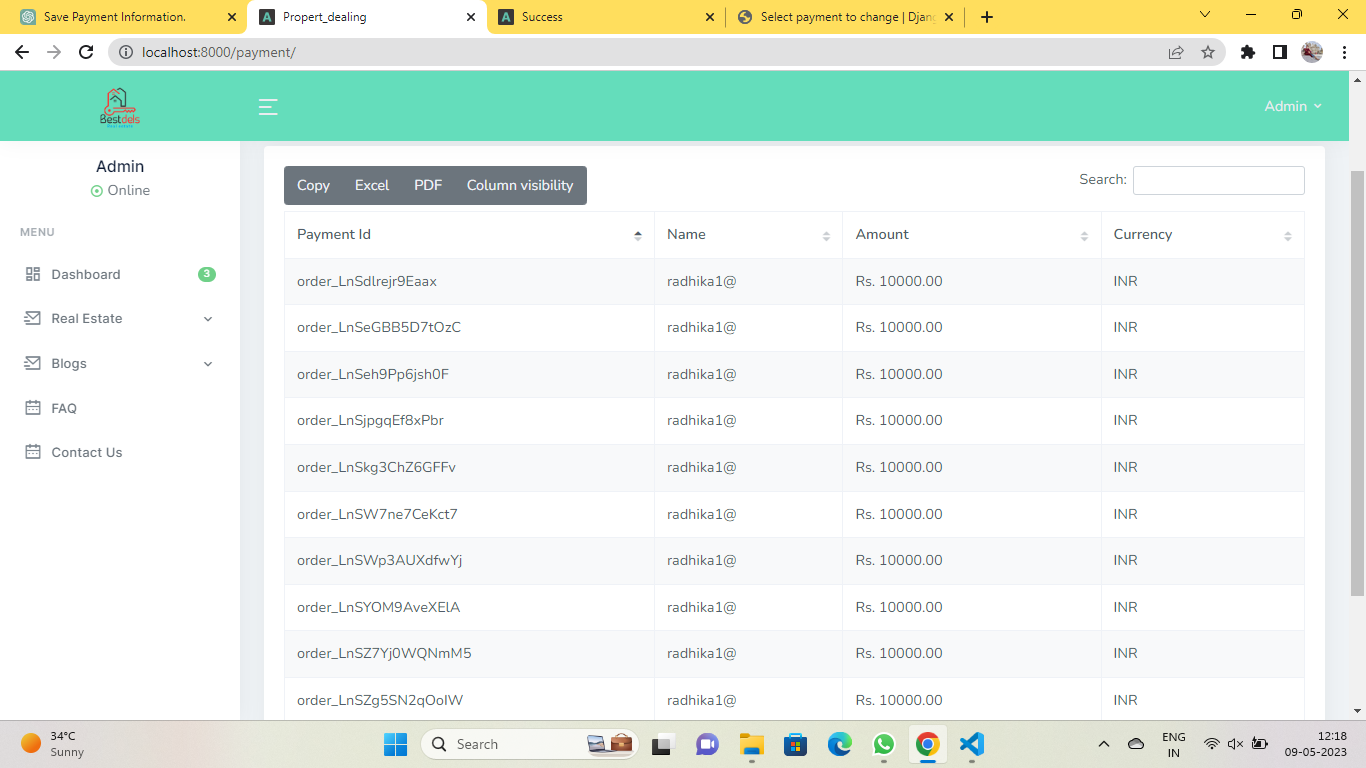 Save Payment Information.
Propert_dealing
Success
Select payment to change | Djang
localhost:8000/payment/
Bestdels
Real estate
Admin
Admin
Online
MENU
Dashboard 3
Real Estate
Blogs
FAQ
Contact Us
Copy Excel PDF Column visibility
Search:
Payment Id Name Amount Currency
order_LnSdlrejr9Eaax radhika1@ Rs. 10000.00 INR
order_LnSeGBB5D7tOzC radhika1@ Rs. 10000.00 INR
order_LnSeh9Pp6jsh0F radhika1@ Rs. 10000.00 INR
order_LnSjpgqEf8xPbr radhika1@ Rs. 10000.00 INR
order_LnSkg3ChZ6GFFv radhika1@ Rs. 10000.00 INR
order_LnSW7ne7CeKct7 radhika1@ Rs. 10000.00 INR
order_LnSWp3AUXdfwYj radhika1@ Rs. 10000.00 INR
order_LnSYOM9AveXElA radhika1@ Rs. 10000.00 INR
order_LnSZ7Yj0WQNmM5 radhika1@ Rs. 10000.00 INR
order_LnSZg5SN2qOoIW radhika1@ Rs. 10000.00 INR
34°C
Sunny
Search
ENG
IN
12:18
09-05-2023